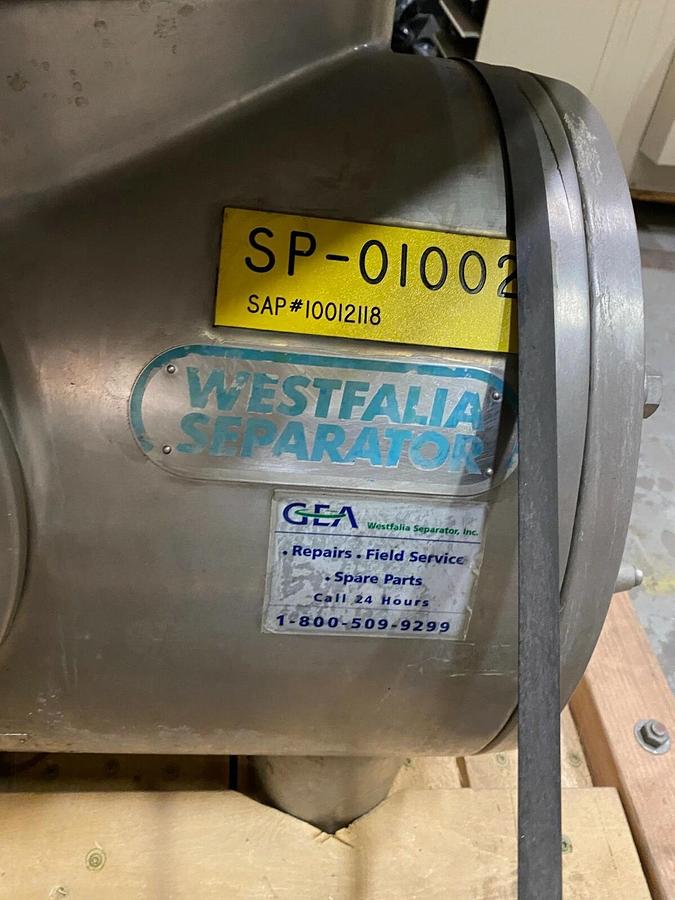 SP-01002
SAP#10012118
WESTFALIA
SEPARATOR
GEA Westfalia Separator, Inc.
• Repairs • Field Service
• Spare Parts
Call 24 Hours
1-800-509-9299